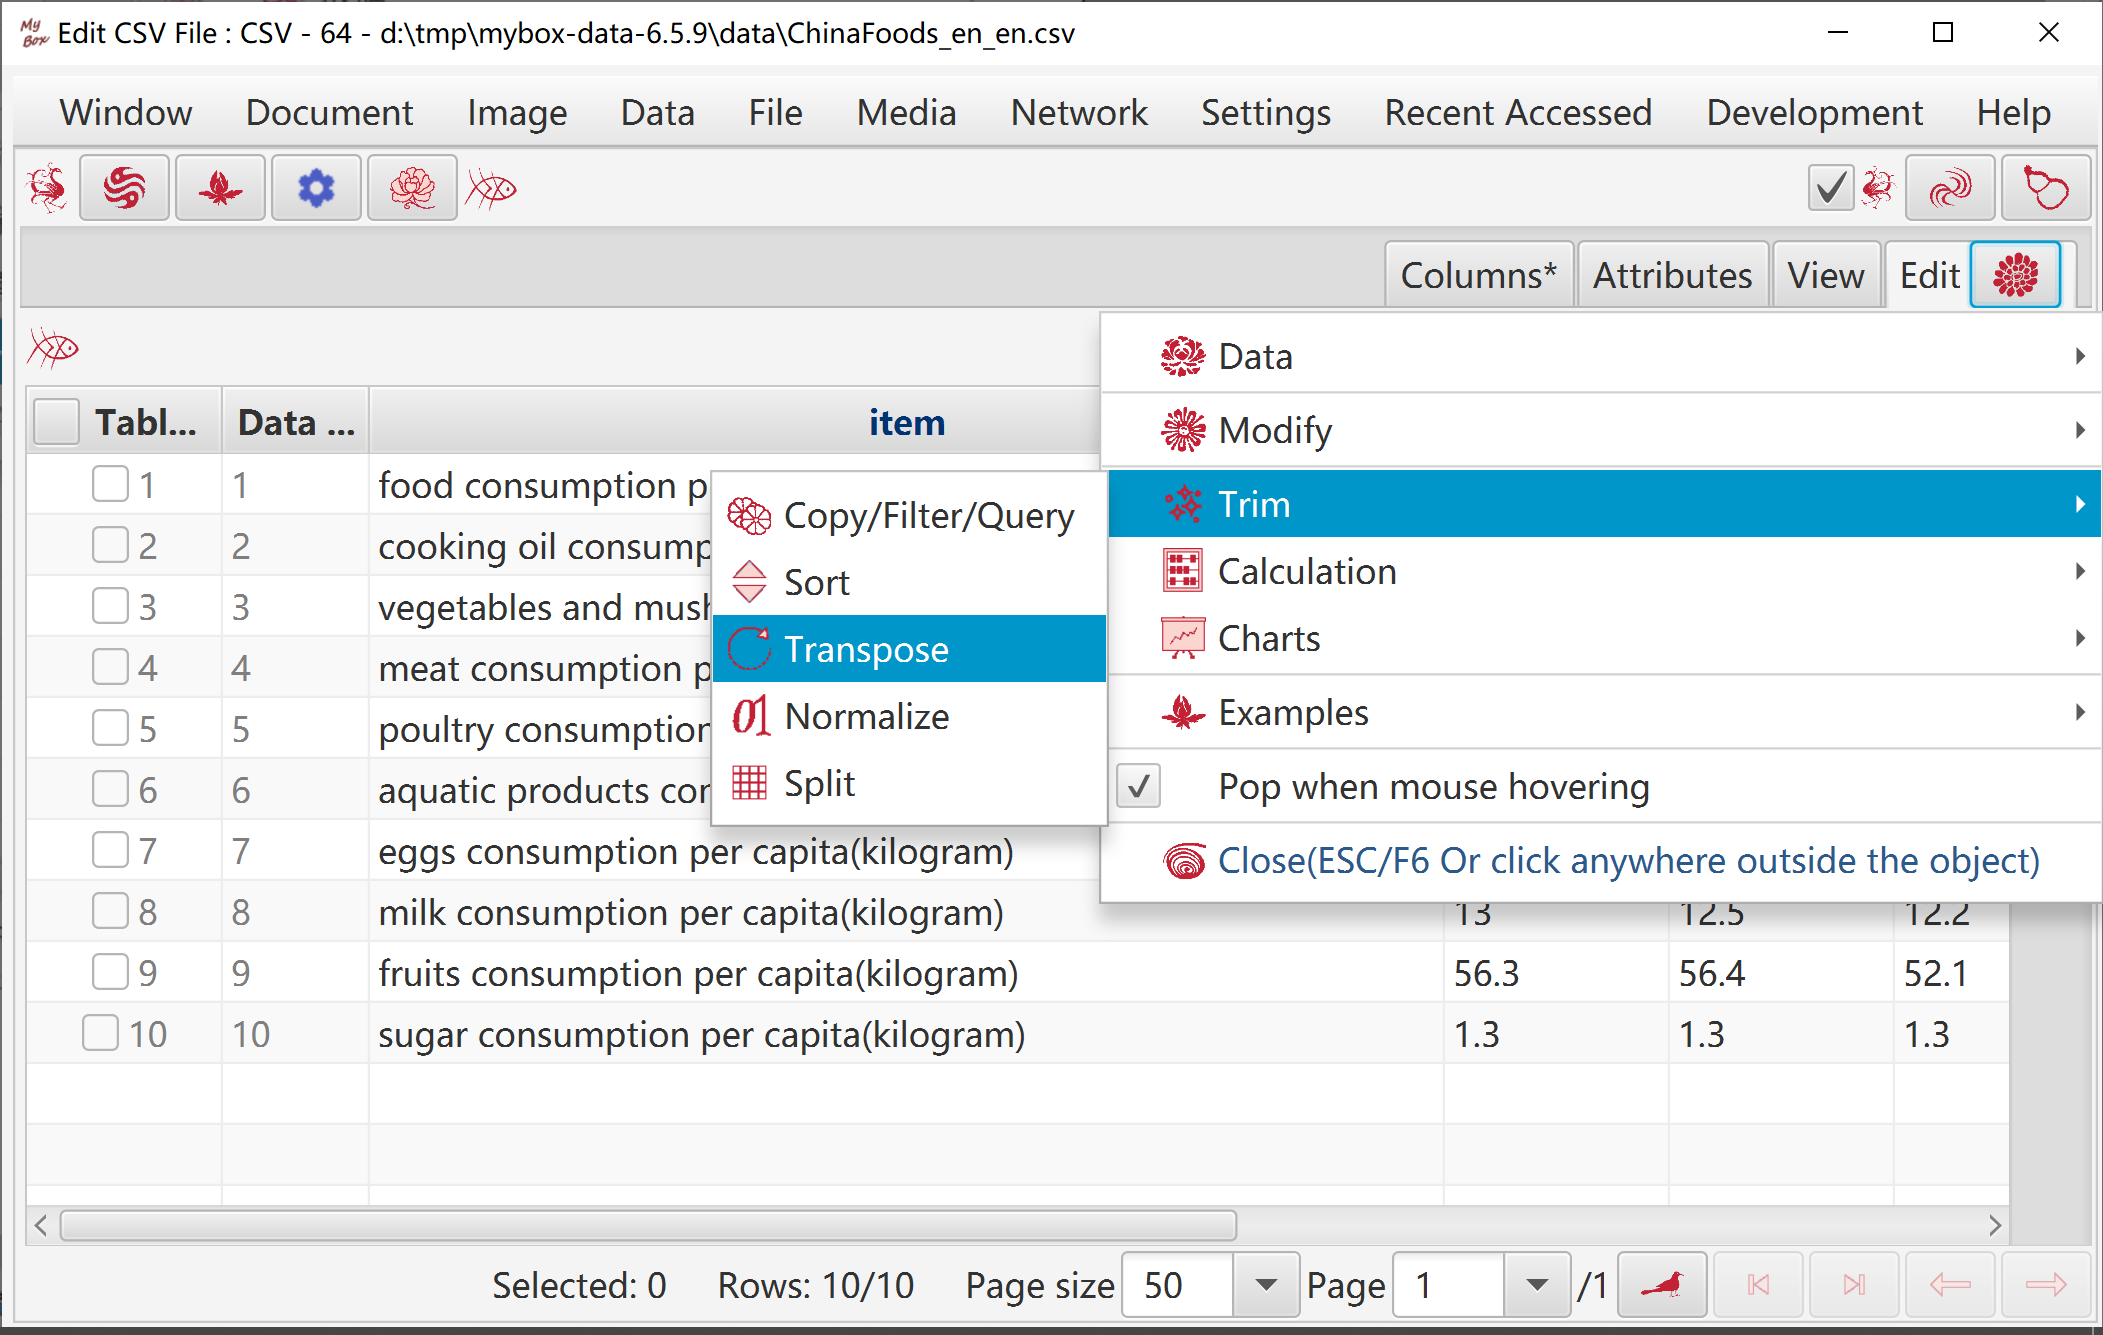 My Box Edit CSV File : CSV - 64 - d:\tmp\mybox-data-6.5.9\data\ChinaFoods_en_en.csv
Window Document Image Data File Media Network Settings Recent Accessed Development Help
Columns* Attributes View Edit
Data
Tabl... Data ... item
Modify
1 1 food consumption p
Trim
Copy/Filter/Query
2 2 cooking oil consump
Calculation
Sort
3 3 vegetables and mush
Charts
Transpose
4 4 meat consumption p
Examples
Normalize
5 5 poultry consumption
Pop when mouse hovering
Split
6 6 aquatic products cor
7 7 eggs consumption per capita(kilogram)
Close(ESC/F6 Or click anywhere outside the object)
8 8 milk consumption per capita(kilogram) 13 12.5 12.2
9 9 fruits consumption per capita(kilogram) 56.3 56.4 52.1
10 10 sugar consumption per capita(kilogram) 1.3 1.3 1.3
Selected: 0 Rows: 10/10 Page size 50 Page 1 /1